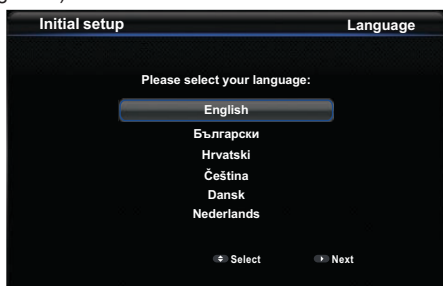 Initial setup Language
Please select your language:
English
Български
Hrvatski
Čeština
Dansk
Nederlands
Select Next